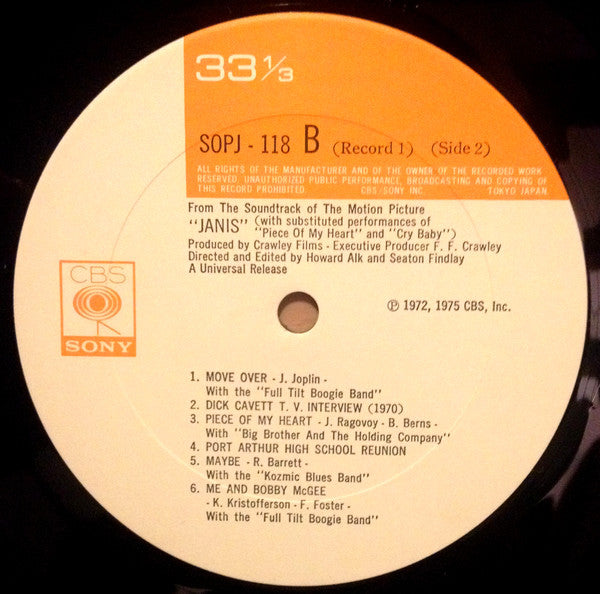 33 1/3
SOPJ - 118 B (Record 1) (Side 2)
ALL RIGHTS OF THE MANUFACTURER AND OF THE OWNER OF THE RECORDED WORK
RESERVED. UNAUTHORIZED PUBLIC PERFORMANCE, BROADCASTING AND COPYING OF
THIS RECORD PROHIBITED. CBS/SONY INC. TOKYO JAPAN.
From The Soundtrack of The Motion Picture
"JANIS" (with substituted performances of
"Piece Of My Heart" and "Cry Baby")
Produced by Crawley Films - Executive Producer F. F. Crawley
Directed and Edited by Howard Alk and Seaton Findlay
A Universal Release
CBS
SONY
℗ 1972, 1975 CBS, Inc.
1. MOVE OVER - J. Joplin -
With the "Full Tilt Boogie Band"
2. DICK CAVETT T. V. INTERVIEW (1970)
3. PIECE OF MY HEART - J. Ragovoy - B. Berns -
With "Big Brother And The Holding Company"
4. PORT ARTHUR HIGH SCHOOL REUNION
5. MAYBE - R. Barrett -
With the "Kozmic Blues Band"
6. ME AND BOBBY McGEE
- K. Kristofferson - F. Foster -
With the "Full Tilt Boogie Band"